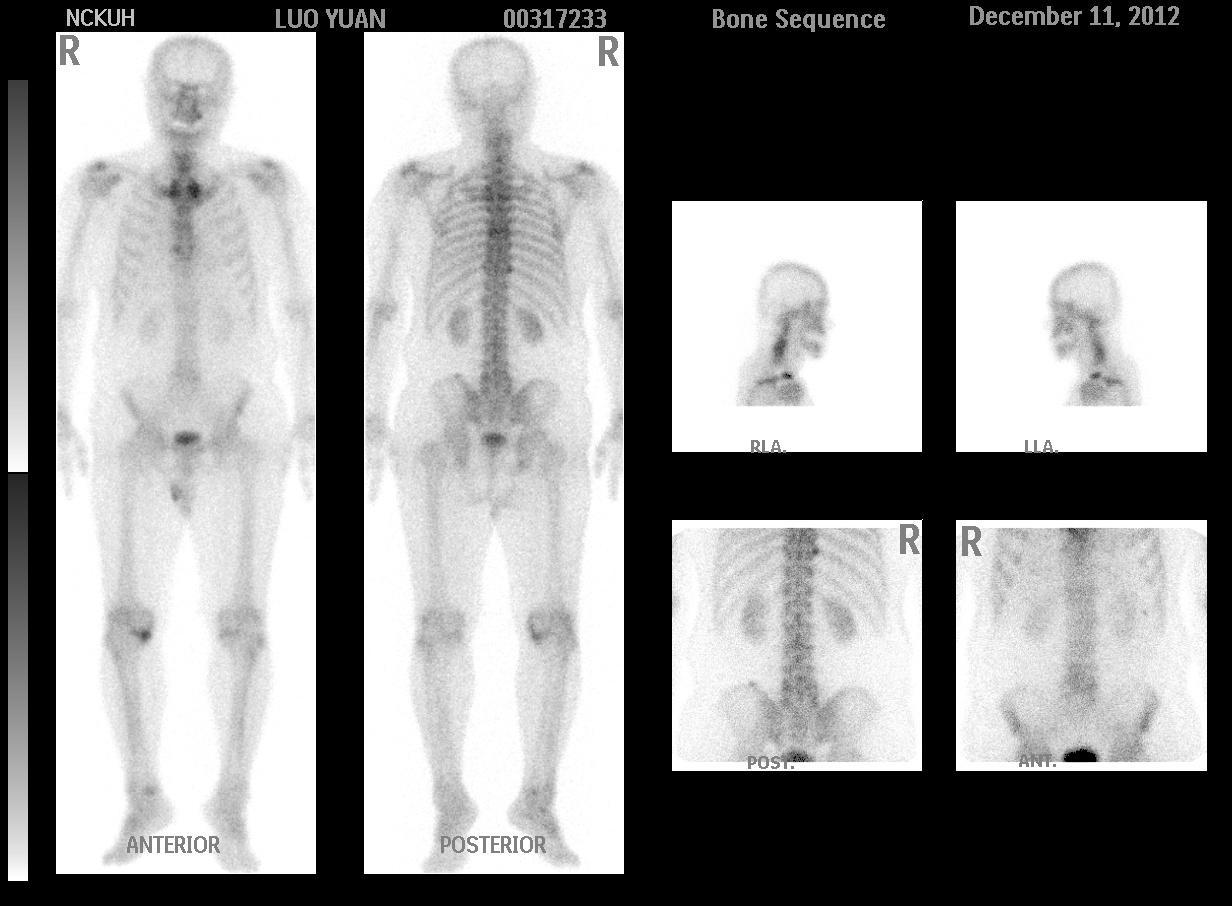 NCKUH LUO YUAN 00317233 Bone Sequence December 11, 2012
R R
RLA. LLA.
R R
POST. ANT.
ANTERIOR POSTERIOR